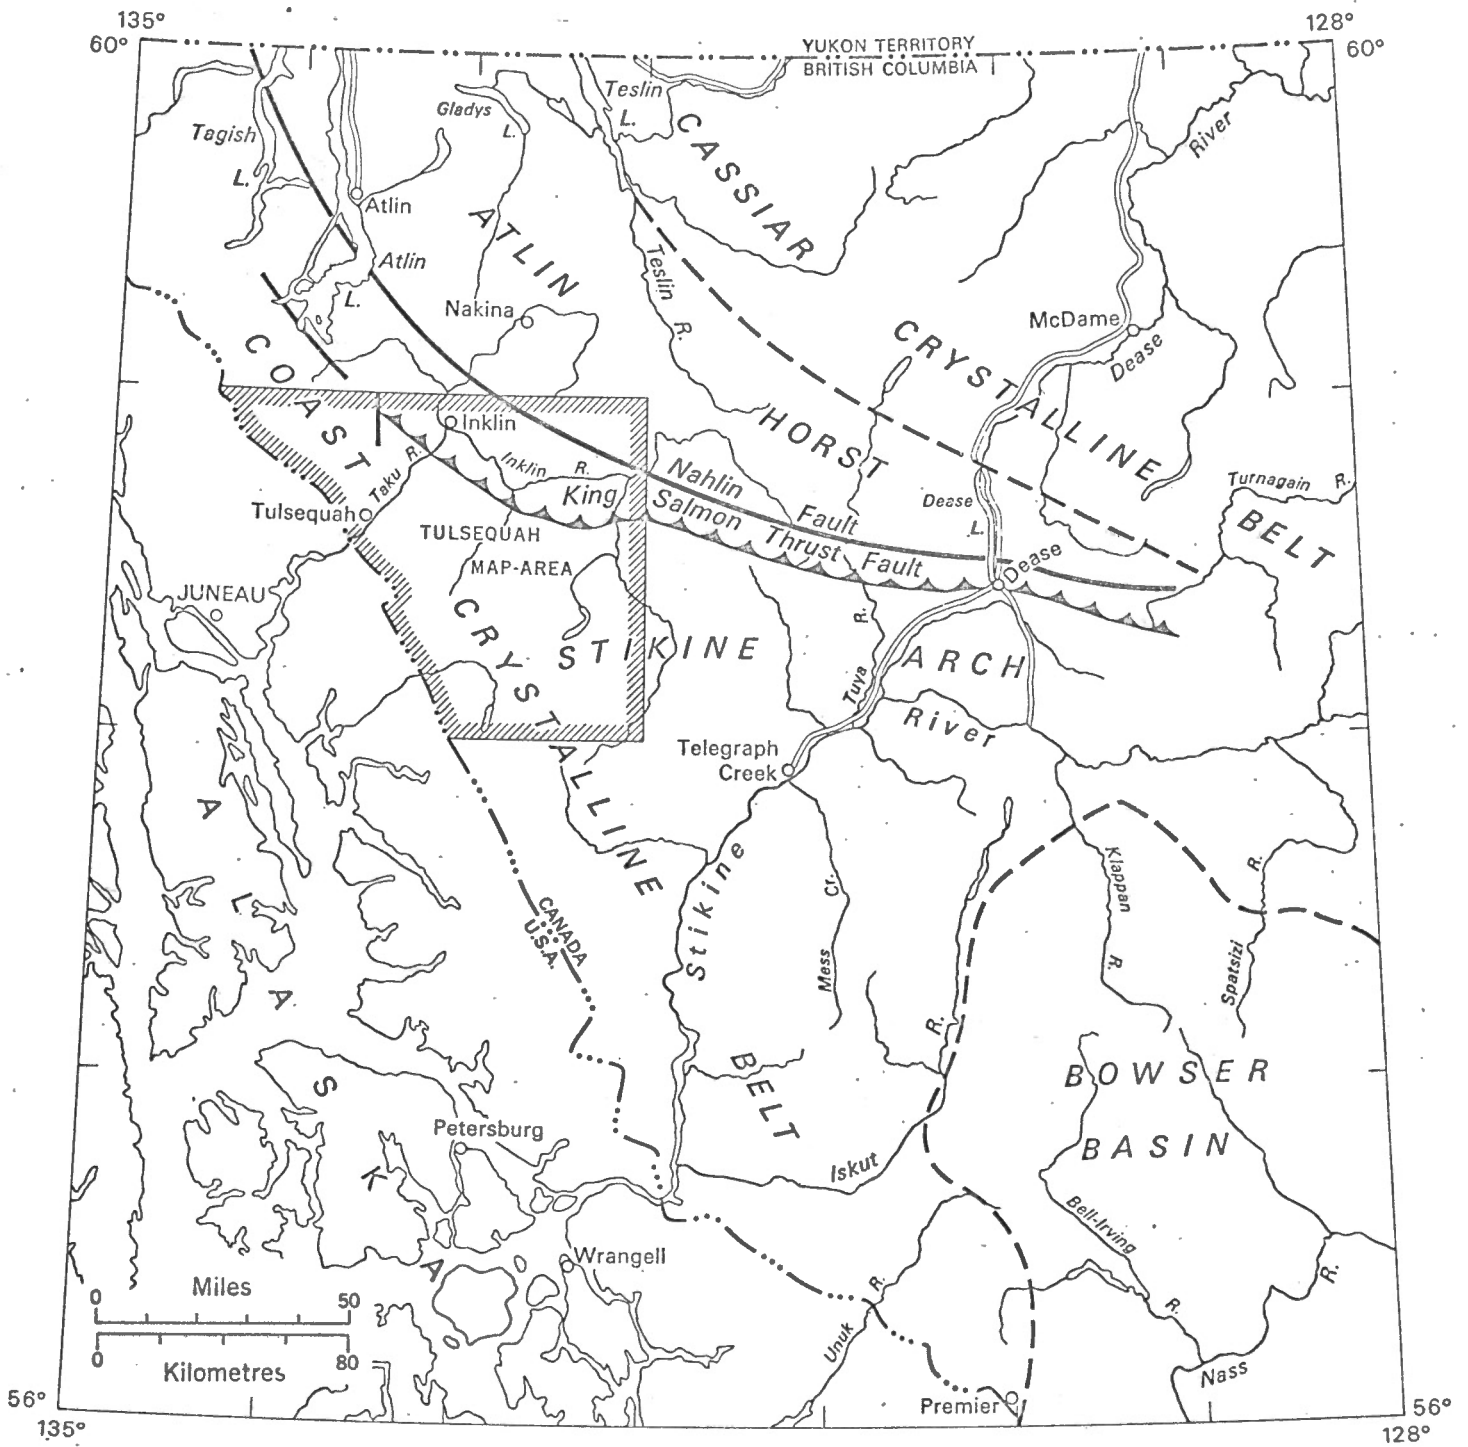 135°
128°
60°
YUKON TERRITORY
BRITISH COLUMBIA
60°
Tagish
L.
Gladys
L.
Teslin
L.
CASSIAR
River
Atlin
ATLIN
Atlin
L.
Teslin
R.
Nakina
McDame
Dease
COAST
CRYSTALLINE
HORST
BELT
Inklin
Inklin R.
Taku R.
Tulsequah
King
Salmon
Thrust
Fault
Nahlin
Fault
Dease
L.
Dease
Turnagain R.
TULSEQUAH
MAP-AREA
JUNEAU
CRYSTALLINE
STIKINE
ARCH
R.
Tuya
River
Telegraph
Creek
Stikine
Cr.
Mess
Klappan
R.
R.
Spatsizi
CANADA
U.S.A.
ALASKA
R.
BELT
BOWSER
BASIN
Petersburg
Iskut
Bell-Irving
R.
Wrangell
R.
Unuk
R.
Nass
Premier
Miles
0 50
0 80
Kilometres
56°
135°
56°
128°